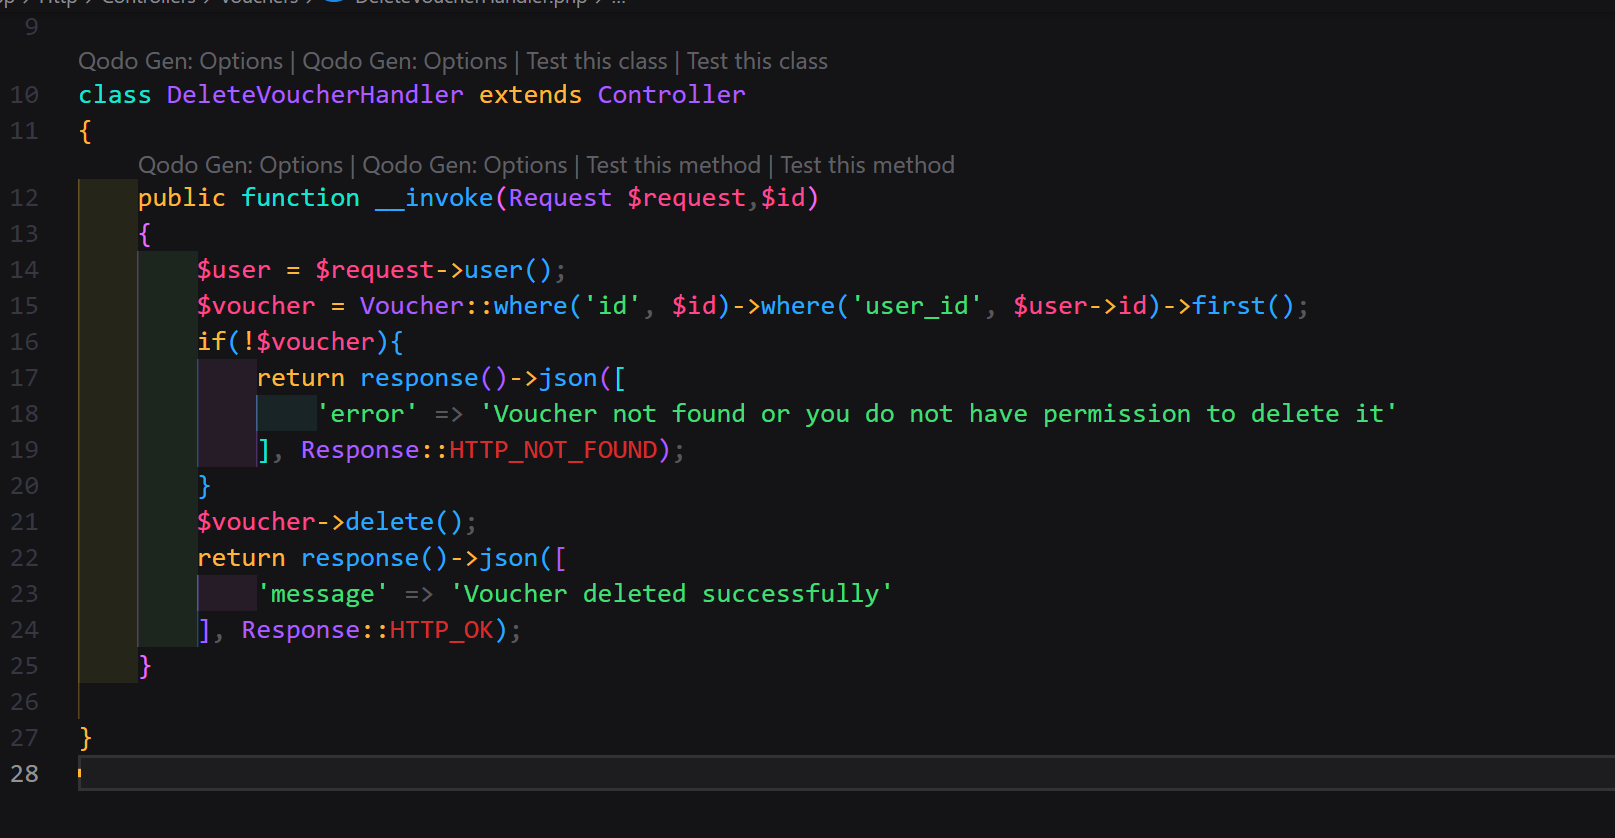 Http > Controllers > Vouchers > DeleteVoucherHandler.php > ...
9
Qodo Gen: Options | Qodo Gen: Options | Test this class | Test this class
10 class DeleteVoucherHandler extends Controller
11 {
Qodo Gen: Options | Qodo Gen: Options | Test this method | Test this method
12     public function __invoke(Request $request,$id)
13     {
14         $user = $request->user();
15         $voucher = Voucher::where('id', $id)->where('user_id', $user->id)->first();
16         if(!$voucher){
17             return response()->json([
18                 'error' => 'Voucher not found or you do not have permission to delete it'
19             ], Response::HTTP_NOT_FOUND);
20         }
21         $voucher->delete();
22         return response()->json([
23             'message' => 'Voucher deleted successfully'
24         ], Response::HTTP_OK);
25     }
26
27 }
28